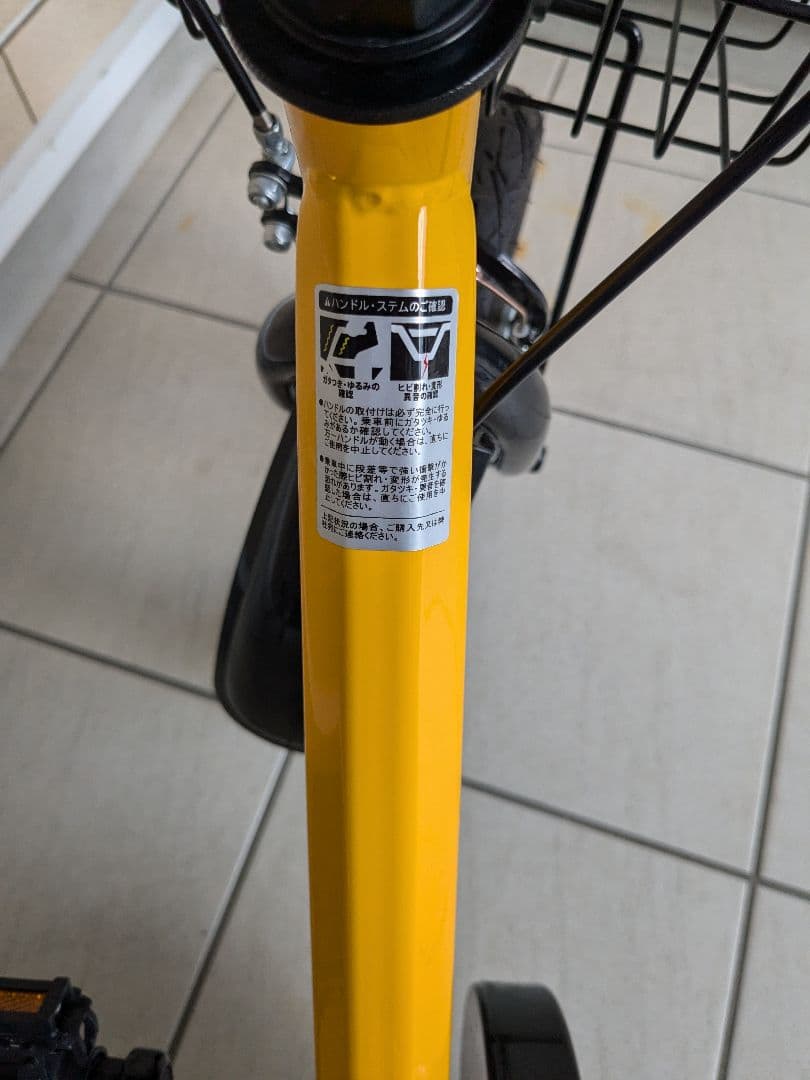 ⚠ハンドル・ステムのご確認
ガタつき・ゆるみの
確認
ヒビ割れ・変形
異音の確認
●ハンドルの取付けは必ず完全に行っ
てください。乗車前にガタツキ・ゆる
みがあるか確認してください。
万一ハンドルが動く場合は、直ちに
ご使用を中止してください。
●乗車中に段差等で強い衝撃がか
かった際ヒビ割れ・変形が発生する
恐れがあります。ガタツキ・異音を確
認した場合は、直ちにご使用を中
止してください。
上記状況の場合、ご購入先又は弊
社宛にご連絡ください。